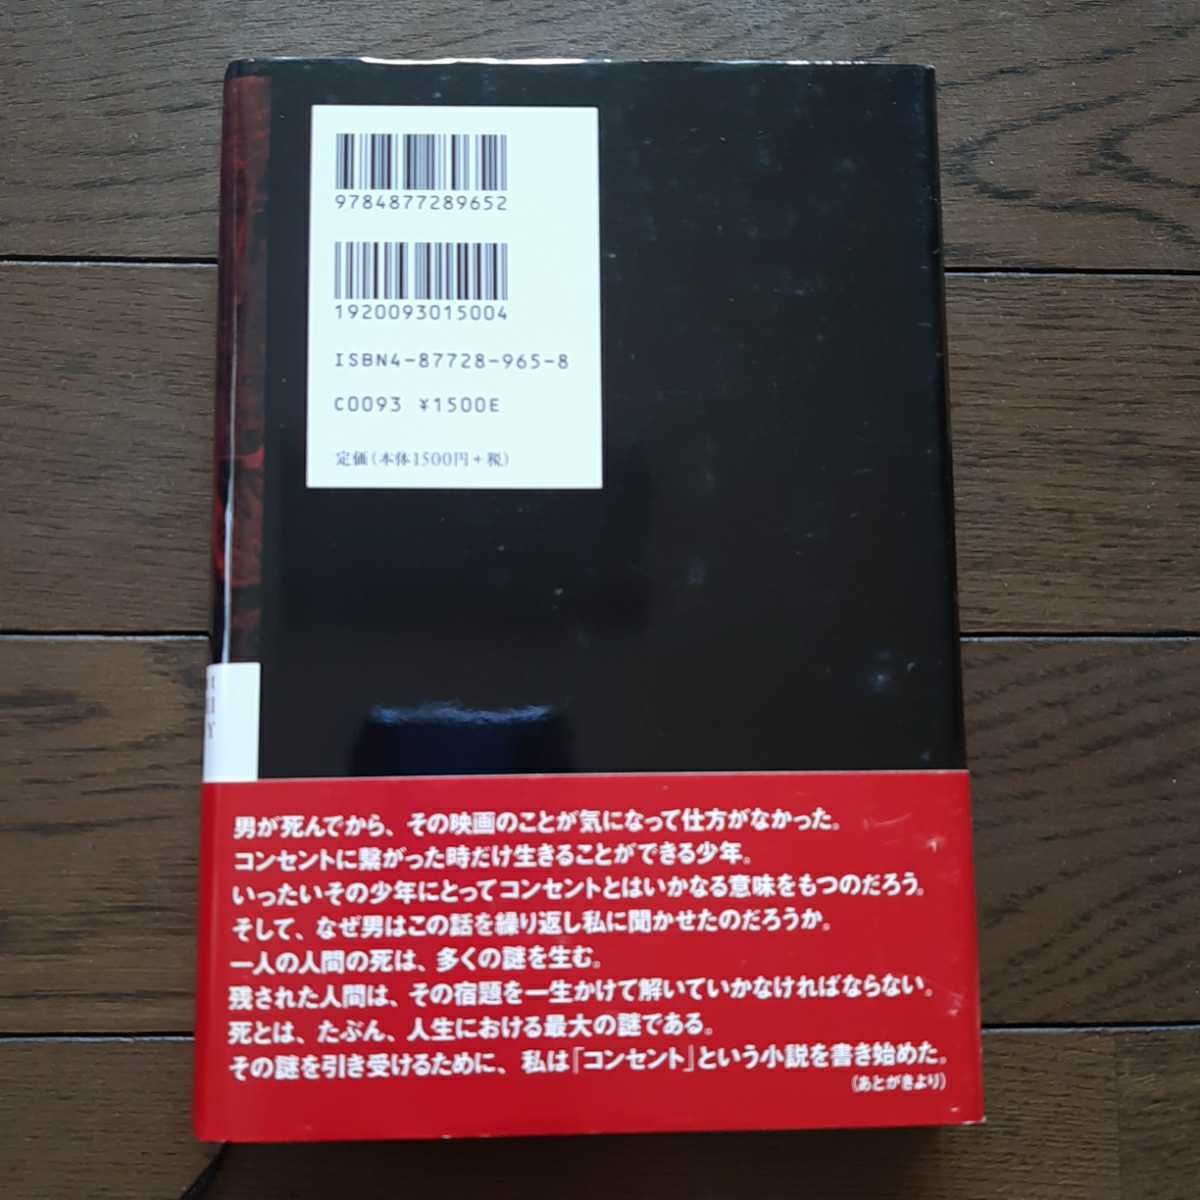 9784877289652
1920093015004
ISBN4-87728-965-8
C0093 ¥1500E
定価(本体1500円+税)
男が死んでから、その映画のことが気になって仕方がなかった。
コンセントに繋がった時だけ生きることができる少年。
いったいその少年にとってコンセントとはいかなる意味をもつのだろう。
そして、なぜ男はこの話を繰り返し私に聞かせたのだろうか。
一人の人間の死は、多くの謎を生む。
残された人間は、その宿題を一生かけて解いていかなければならない。
死とは、たぶん、人生における最大の謎である。
その謎を引き受けるために、私は「コンセント」という小説を書き始めた。
(あとがきより)